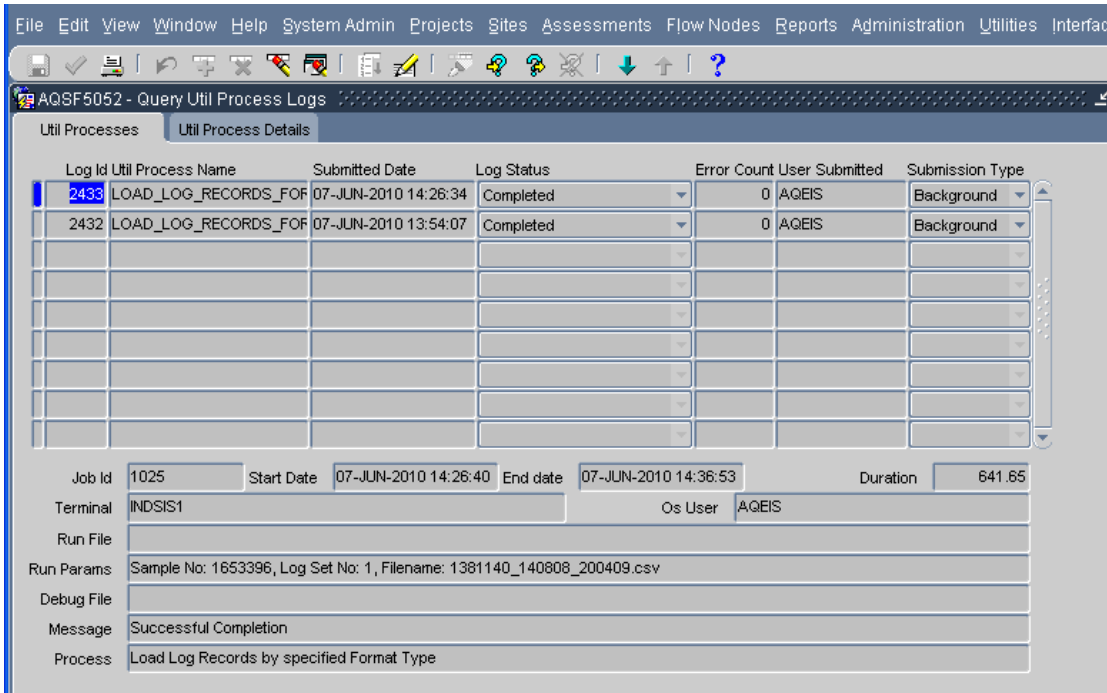 File Edit View Window Help System Admin Projects Sites Assessments Flow Nodes Reports Administration Utilities Interfac
AQSF5052 - Query Util Process Logs
Util Processes Util Process Details
Log Id Util Process Name Submitted Date Log Status Error Count User Submitted Submission Type
2433 LOAD_LOG_RECORDS_FOR 07-JUN-2010 14:26:34 Completed 0 AQEIS Background
2432 LOAD_LOG_RECORDS_FOR 07-JUN-2010 13:54:07 Completed 0 AQEIS Background
Job Id 1025 Start Date 07-JUN-2010 14:26:40 End date 07-JUN-2010 14:36:53 Duration 641.65
Terminal INDSIS1 Os User AQEIS
Run File
Run Params Sample No: 1653396, Log Set No: 1, Filename: 1381140_140808_200409.csv
Debug File
Message Successful Completion
Process Load Log Records by specified Format Type